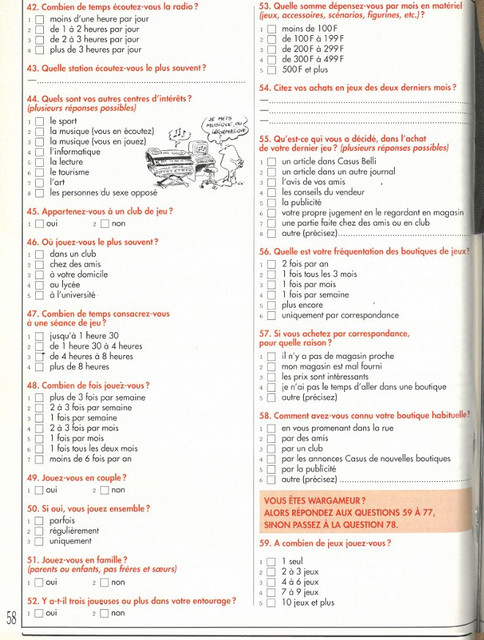 42. Combien de temps écoutez-vous la radio ?
1 moins d'une heure par jour
2 de 1 à 2 heures par jour
3 de 2 à 3 heures par jour
4 plus de 3 heures par jour
43. Quelle station écoutez-vous le plus souvent ?
44. Quels sont vos autres centres d'intérêts ?
(plusieurs réponses possibles)
1 le sport
2 la musique (vous en écoutez)
3 la musique (vous en jouez)
4 l'informatique
5 la lecture
6 le tourisme
7 l'art
8 les personnes du sexe opposé
JE METS
MUSIQUE, OU
45. Appartenez-vous à un club de jeu ?
1 oui 2 non
46. Où jouez-vous le plus souvent ?
1 dans un club
2 chez des amis
3 à votre domicile
4 au lycée
5 à l'université
47. Combien de temps consacrez-vous
à une séance de jeu ?
1 jusqu'à 1 heure 30
2 de 1 heure 30 à 4 heures
3 de 4 heures à 8 heures
4 plus de 8 heures
48. Combien de fois jouez-vous ?
1 plus de 3 fois par semaine
2 2 à 3 fois par semaine
3 1 fois par semaine
4 2 à 3 fois par mois
5 1 fois par mois
6 1 fois tous les deux mois
7 moins de 6 fois par an
49. Jouez-vous en couple ?
1 oui 2 non
50. Si oui, vous jouez ensemble ?
1 parfois
2 régulièrement
3 uniquement
51. Jouez-vous en famille ?
(parents ou enfants, pas frères et sœurs)
1 oui 2 non
52. Y a-t-il trois joueuses ou plus dans votre entourage ?
1 oui 2 non
58
53. Quelle somme dépensez-vous par mois en matériel
(jeux, accessoires, scénarios, figurines, etc.) ?
1 moins de 100 F
2 de 100 F à 199 F
3 de 200 F à 299 F
4 de 300 F à 499 F
5 500 F et plus
54. Citez vos achats en jeux des deux derniers mois ?
55. Qu'est-ce qui vous a décidé, dans l'achat
de votre dernier jeu ? (plusieurs réponses possibles)
1 un article dans Casus Belli
2 un article dans un autre journal
3 l'avis de vos amis
4 les conseils du vendeur
5 la publicité
6 votre propre jugement en le regardant en magasin
7 une partie faite chez des amis ou en club
8 autre (précisez)
56. Quelle est votre fréquentation des boutiques de jeux ?
1 2 fois par an
2 1 fois tous les 3 mois
3 1 fois par mois
4 1 fois par semaine
5 plus encore
6 uniquement par correspondance
57. Si vous achetez par correspondance,
pour quelle raison ?
1 il n'y a pas de magasin proche
2 mon magasin est mal fourni
3 les prix sont intéressants
4 je n'ai pas le temps d'aller dans une boutique
5 autre (précisez)
58. Comment avez-vous connu votre boutique habituelle ?
1 en vous promenant dans la rue
2 par des amis
3 par un club
4 par les annonces Casus de nouvelles boutiques
5 par la publicité
6 autre (précisez)
VOUS ÊTES WARGAMEUR ?
ALORS RÉPONDEZ AUX QUESTIONS 59 À 77,
SINON PASSEZ À LA QUESTION 78.
59. A combien de jeux jouez-vous ?
1 1 seul
2 2 à 3 jeux
3 4 à 6 jeux
4 7 à 9 jeux
5 10 jeux et plus